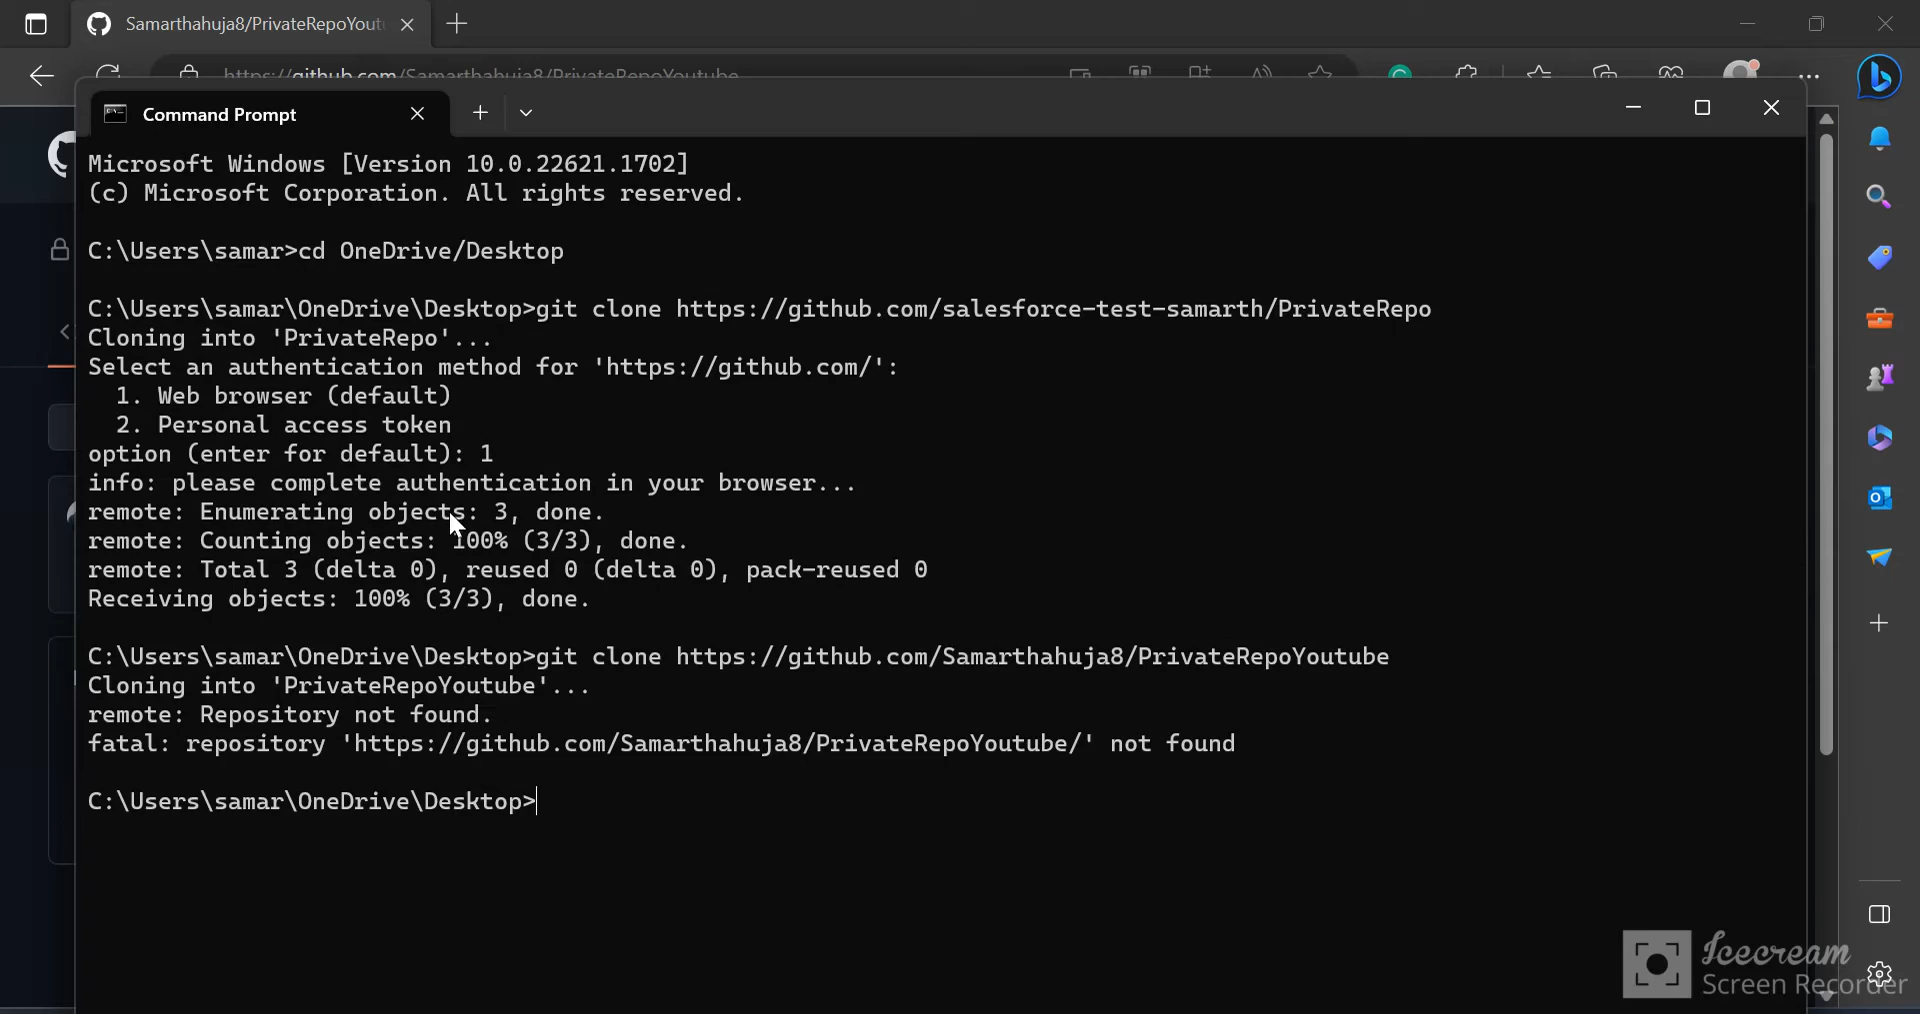 Samarthahuja8/PrivateRepoYoutu
https://github.com/Samarthahuja8/PrivateRepoYoutube
Command Prompt
Microsoft Windows [Version 10.0.22621.1702]
(c) Microsoft Corporation. All rights reserved.
C:\Users\samar>cd OneDrive/Desktop
C:\Users\samar\OneDrive\Desktop>git clone https://github.com/salesforce-test-samarth/PrivateRepo
Cloning into 'PrivateRepo'...
Select an authentication method for 'https://github.com/':
1. Web browser (default)
2. Personal access token
option (enter for default): 1
info: please complete authentication in your browser...
remote: Enumerating objects: 3, done.
remote: Counting objects: 100% (3/3), done.
remote: Total 3 (delta 0), reused 0 (delta 0), pack-reused 0
Receiving objects: 100% (3/3), done.
C:\Users\samar\OneDrive\Desktop>git clone https://github.com/Samarthahuja8/PrivateRepoYoutube
Cloning into 'PrivateRepoYoutube'...
remote: Repository not found.
fatal: repository 'https://github.com/Samarthahuja8/PrivateRepoYoutube/' not found
C:\Users\samar\OneDrive\Desktop>
Icecream
Screen Recorder